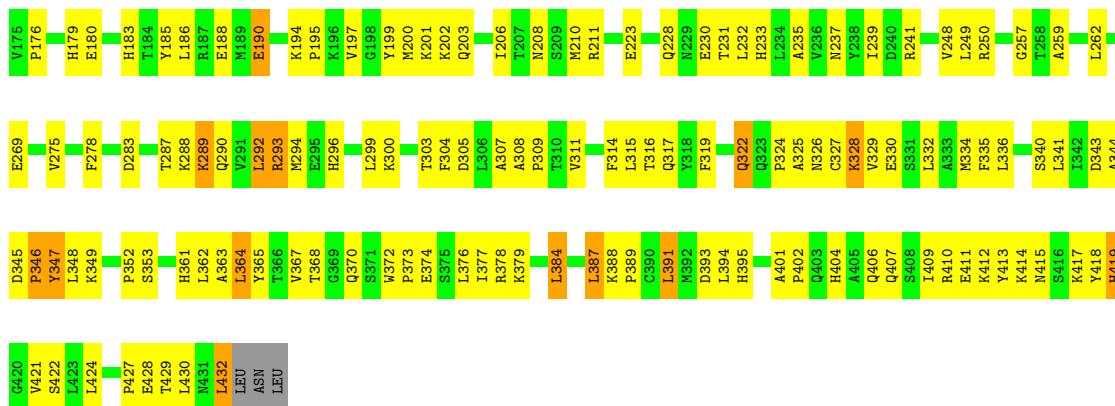 V175 P176 H179 E180 H183 T184 Y185 L186 R187 E188 M189 E190 K194 P195 K196 V197 G198 Y199 M200 K201 K202 Q203 I206 T207 N208 S209 M210 R211 E223 Q228 N229 E230 T231 L232 H233 L234 A235 V236 N237 Y238 I239 D240 R241 V248 L249 R250 G257 T258 A259 L262
E269 V275 F278 D283 T287 K288 K289 Q290 V291 L292 R293 M294 E295 H296 L299 K300 T303 F304 D305 L306 A307 A308 P309 T310 V311 F314 L315 T316 Q317 Y318 F319 Q322 Q323 P324 A325 N326 C327 K328 V329 E330 S331 L332 A333 M334 F335 L336 S340 L341 I342 D343 A344
D345 P346 Y347 L348 K349 P352 S353 H361 L362 A363 L364 Y365 T366 V367 T368 G369 Q370 S371 W372 P373 E374 S375 L376 I377 R378 K379 L384 L387 K388 P389 C390 L391 M392 D393 L394 H395 A401 P402 Q403 H404 A405 Q406 Q407 S408 I409 R410 E411 K412 Y413 K414 N415 S416 K417 Y418 H419
G420 V421 S422 L423 L424 P427 E428 T429 L430 N431 L432 LEU ASN LEU